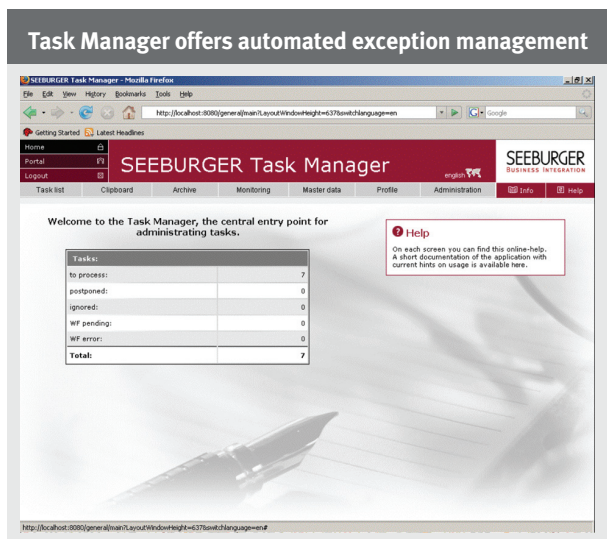 Task Manager offers automated exception management
SEEBURGER Task Manager - Mozilla Firefox
File Edit View History Bookmarks Tools Help
http://localhost:8080/general/main?LayoutWindowHeight=637&switchlanguage=en
Google
Getting Started Latest Headlines
Home
Portal
Logout
SEEBURGER Task Manager
english
SEEBURGER
BUSINESS INTEGRATION
Task list Clipboard Archive Monitoring Master data Profile Administration Info Help
Welcome to the Task Manager, the central entry point for
administrating tasks.
Tasks:
to process: 7
postponed: 0
ignored: 0
WF pending: 0
WF error: 0
Total: 7
Help
On each screen you can find this online-help.
A short documentation of the application with
current hints on usage is available here.
http://localhost:8080/general/main?LayoutWindowHeight=637&switchlanguage=en#